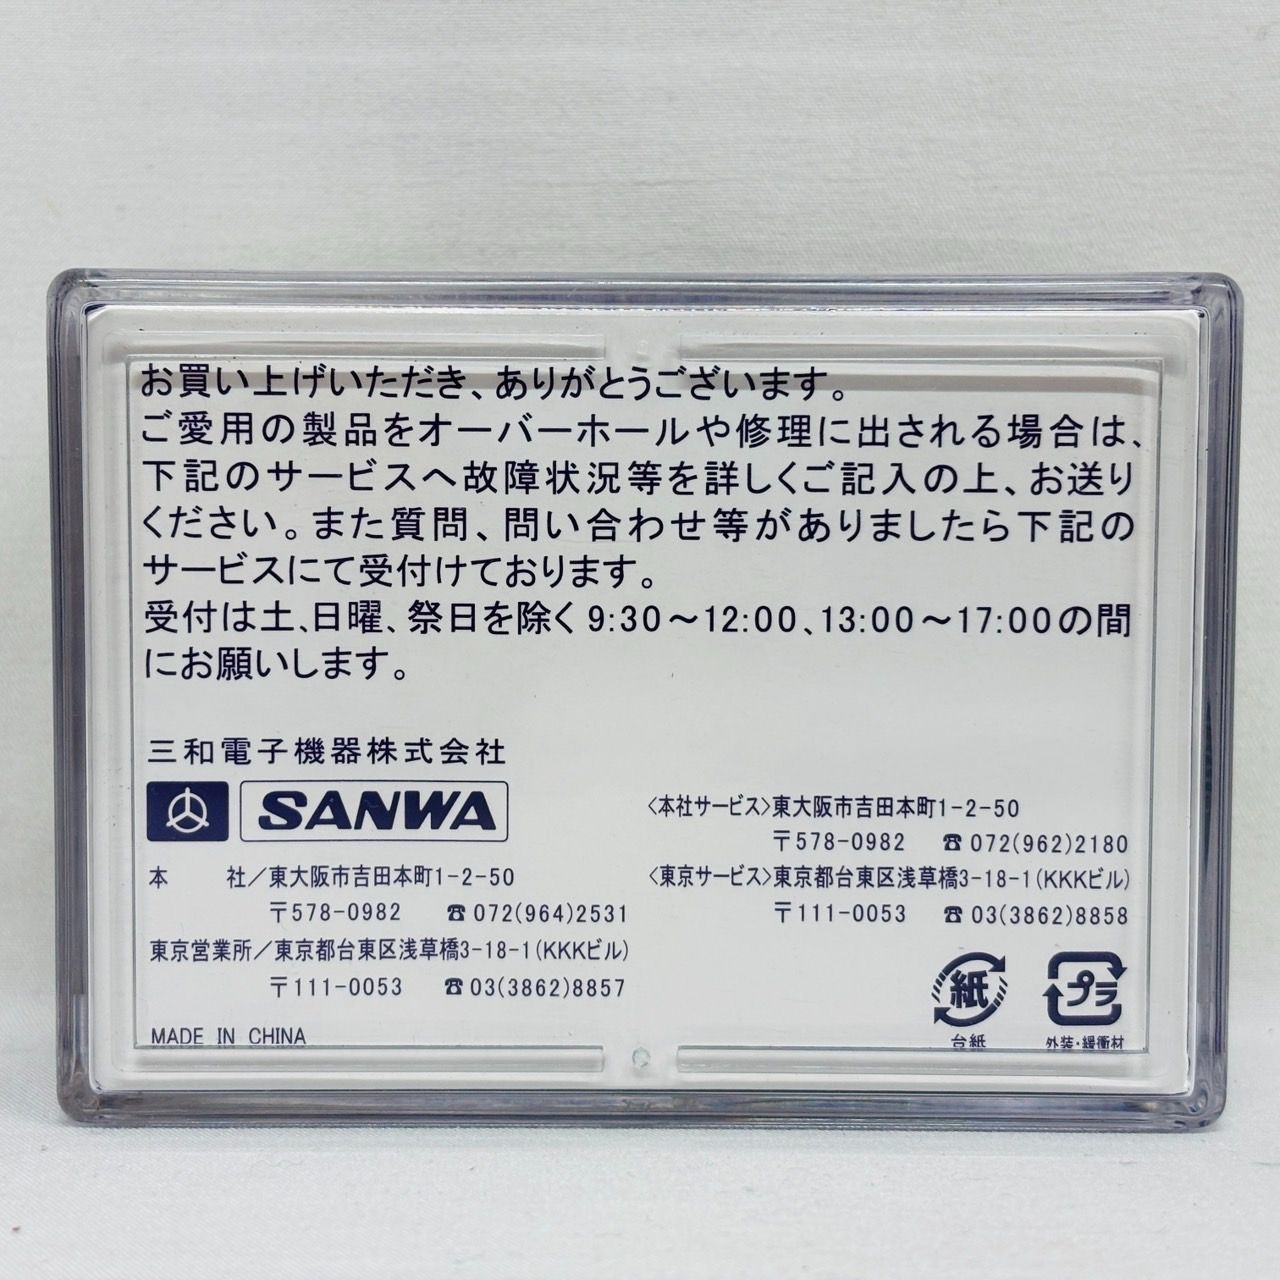 お買い上げいただき、ありがとうございます。
ご愛用の製品をオーバーホールや修理に出される場合は、
下記のサービスへ故障状況等を詳しくご記入の上、お送り
ください。また質問、問い合わせ等がありましたら下記の
サービスにて受付けております。
受付は土、日曜、祭日を除く9:30～12:00、13:00～17:00の間
にお願いします。
三和電子機器株式会社
SANWA
本　　社／東大阪市吉田本町1-2-50
〒578-0982 ☎072(964)2531
東京営業所／東京都台東区浅草橋3-18-1(KKKビル)
〒111-0053 ☎03(3862)8857
MADE IN CHINA
〈本社サービス〉東大阪市吉田本町1-2-50
〒578-0982 ☎072(962)2180
〈東京サービス〉東京都台東区浅草橋3-18-1(KKKビル)
〒111-0053 ☎03(3862)8858
紙 プラ
台紙 外装・緩衝材